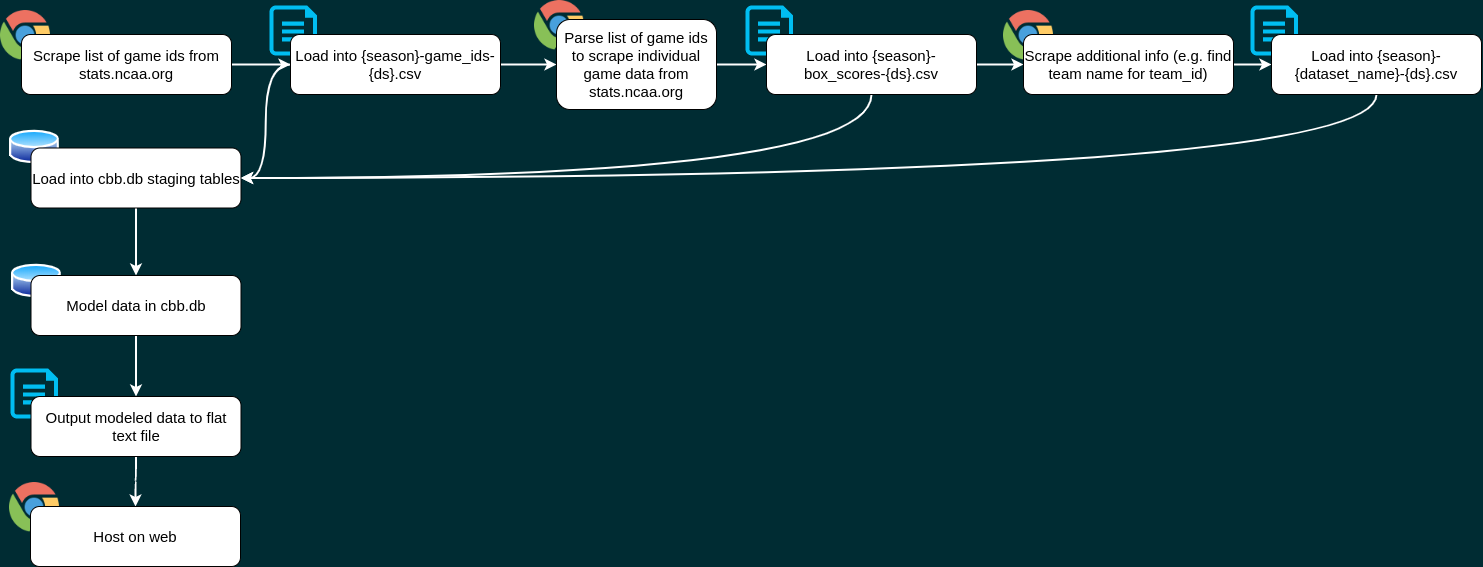 Scrape list of game ids from
stats.ncaa.org
Load into {season}-game_ids-
{ds}.csv
Parse list of game ids
to scrape individual
game data from
stats.ncaa.org
Load into {season}-
box_scores-{ds}.csv
Scrape additional info (e.g. find
team name for team_id)
Load into {season}-
{dataset_name}-{ds}.csv
Load into cbb.db staging tables
Model data in cbb.db
Output modeled data to flat
text file
Host on web